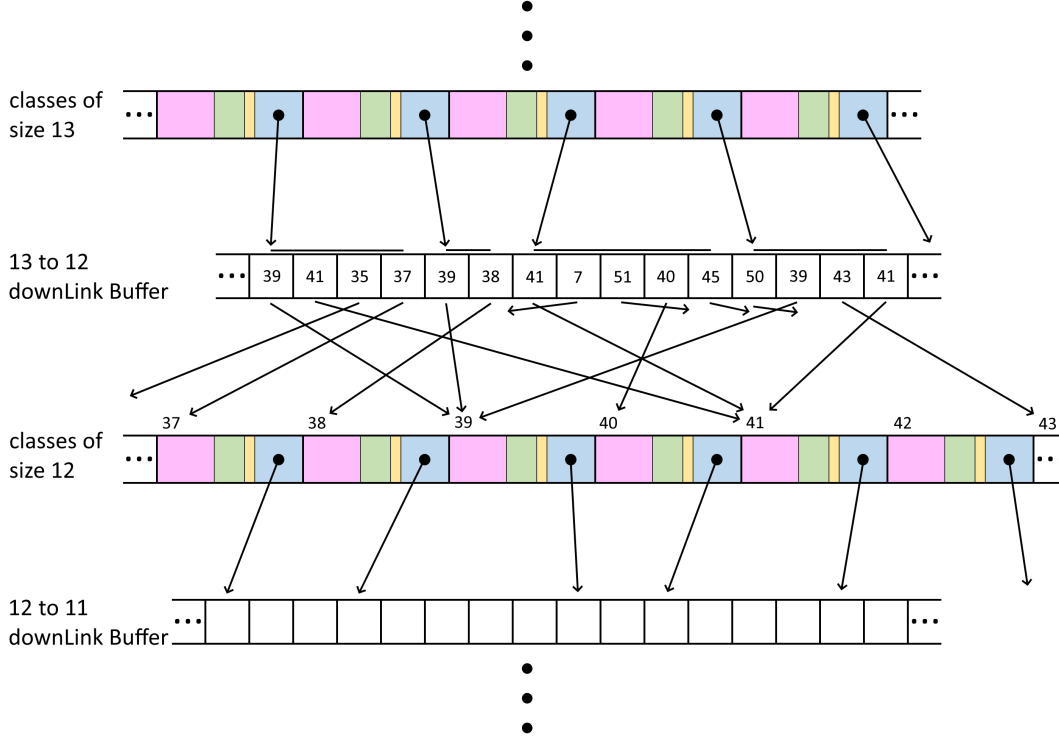 classes of
size 13
13 to 12
downLink Buffer
39 41 35 37 39 38 41 7 51 40 45 50 39 43 41
37 38 39 40 41 42 43
classes of
size 12
12 to 11
downLink Buffer